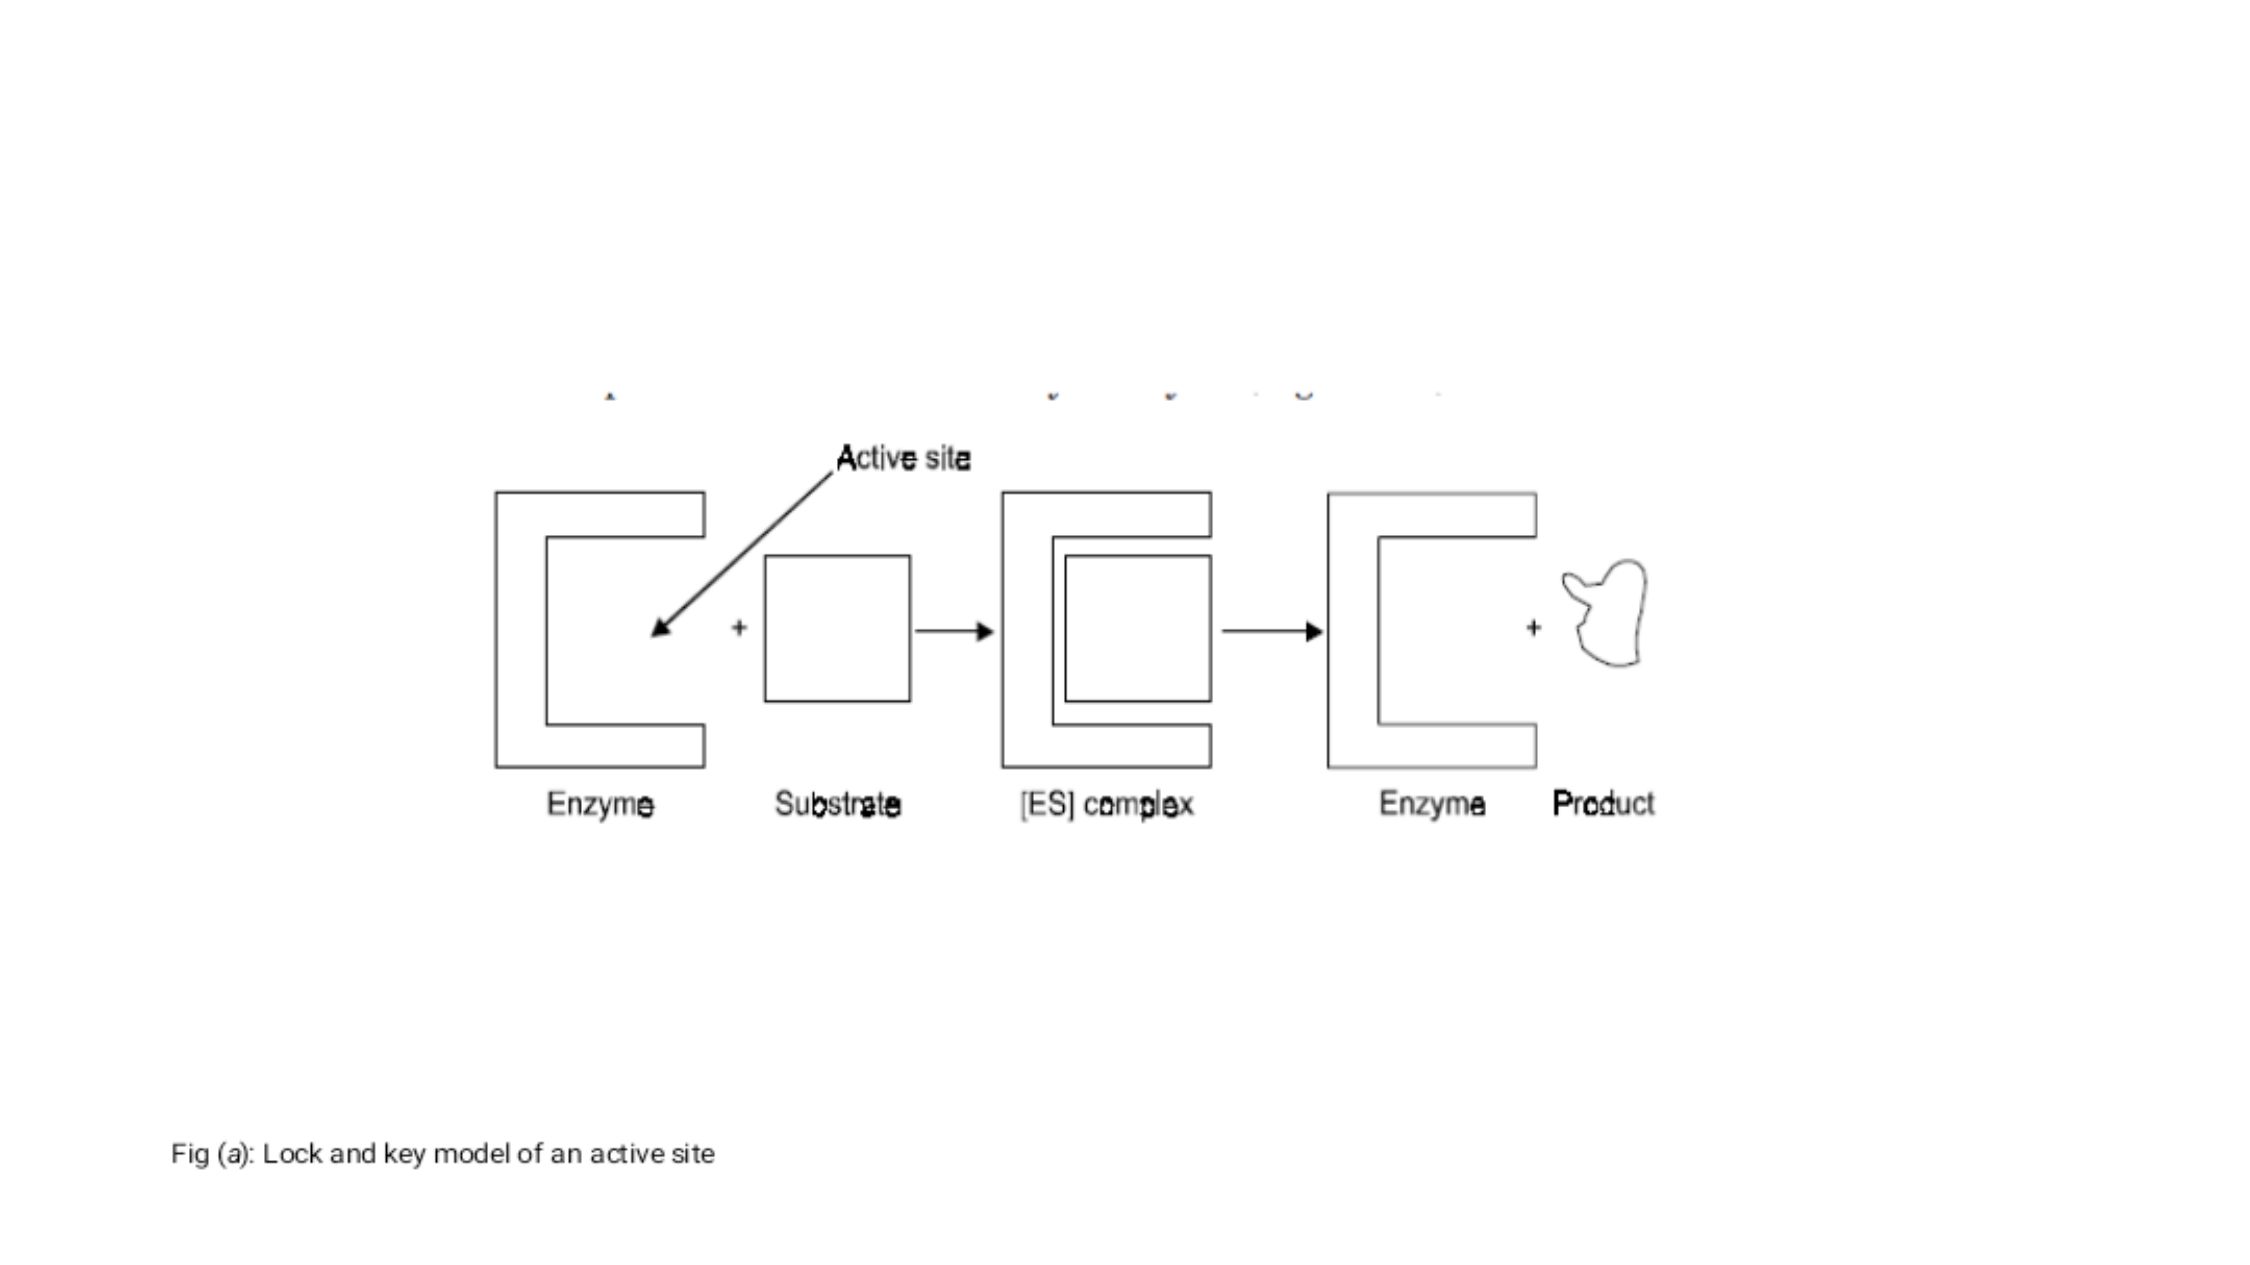 Active site
+
+
Enzyme Substrate [ES] complex Enzyme Product
Fig (a): Lock and key model of an active site